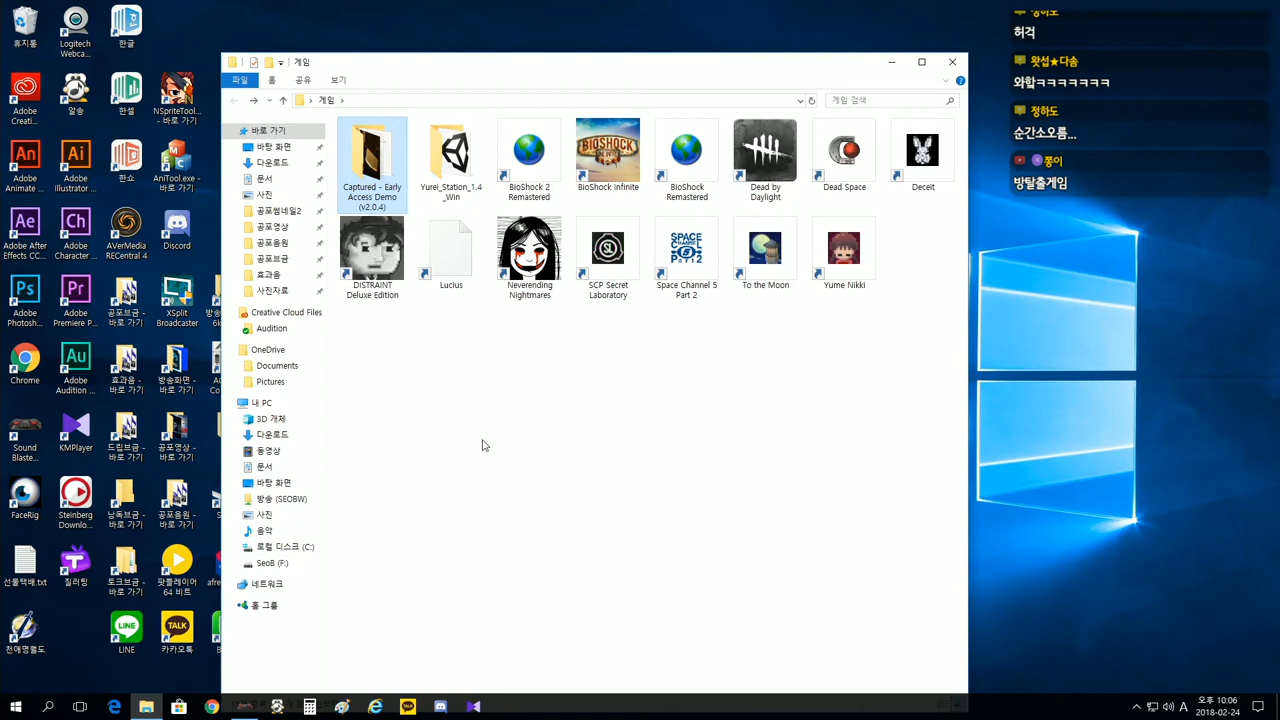 휴지통
Logitech
Webca...
한글
Adobe
Creati...
알송
한셀
NSpriteTool...
- 바로 가기
Adobe
Animate ...
Adobe
Illustrator ...
한쇼
AniTool.exe -
바로 가기
Adobe After
Effects CC...
Adobe
Character ...
AVerMedia
RECentral 4
Discord
Adobe
Photosh...
Adobe
Premiere P...
공포브금 -
바로 가기
XSplit
Broadcaster
Chrome
Adobe
Audition ...
효과음 -
바로 가기
방송화면 -
바로 가기
Sound
Blaste...
KMPlayer
드립브금 -
바로 가기
공포영상 -
바로 가기
FaceRig
Steinberg
Downlo...
낭독브금 -
바로 가기
공포음원 -
바로 가기
선물택배.txt
질러팅
토크브금 -
바로 가기
팟플레이어
64 비트
천애명월도
LINE
카카오톡
게임
파일
홈
공유
보기
게임
게임 검색
바로 가기
바탕 화면
다운로드
문서
사진
공포썸네일2
공포영상
공포음원
공포브금
효과음
사진자료
Creative Cloud Files
Audition
OneDrive
Documents
Pictures
내 PC
3D 개체
다운로드
동영상
문서
바탕 화면
방송 (SEOBW)
사진
음악
로컬 디스크 (C:)
SeoB (F:)
네트워크
홈 그룹
Captured - Early
Access Demo
(v2.0.4)
Yurei_Station_1.4
_Win
BioShock 2
Remastered
BioShock Infinite
BioShock
Remastered
Dead by
Daylight
Dead Space
Deceit
DISTRAINT
Deluxe Edition
Lucius
Neverending
Nightmares
SCP Secret
Laboratory
Space Channel 5
Part 2
To the Moon
Yume Nikki
정하도
허걱
왓섭★다솜
와핰ㅋㅋㅋㅋㅋㅋㅋ
정하도
순간소름...
쫑이
방탈출게임
오후 10:06
2018-02-24